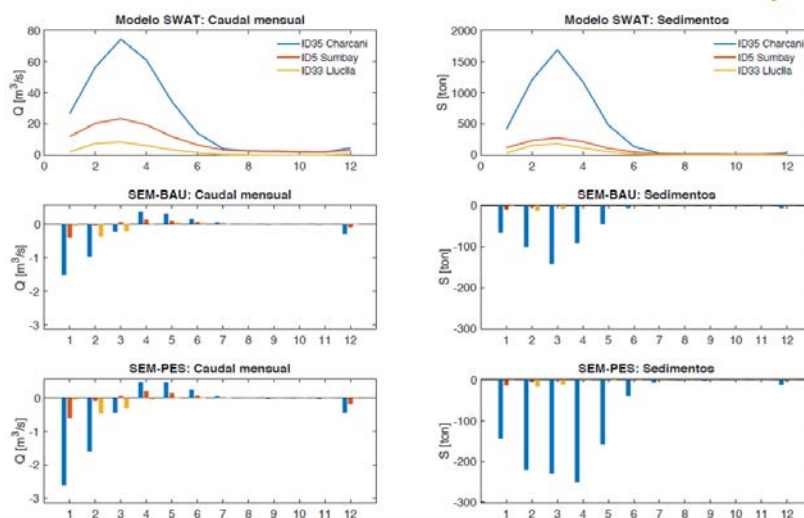 Modelo SWAT: Caudal mensual
80
60
40
20
0
Q [m³/s]
ID35 Charcani
ID5 Sumbay
ID33 Lluclla
0 2 4 6 8 10 12
Modelo SWAT: Sedimentos
2000
1500
1000
500
0
S [ton]
ID35 Charcani
ID5 Sumbay
ID33 Lluclla
0 2 4 6 8 10 12
SEM-BAU: Caudal mensual
0
-1
-2
-3
Q [m³/s]
1 2 3 4 5 6 7 8 9 10 11 12
SEM-BAU: Sedimentos
0
-100
-200
-300
S [ton]
1 2 3 4 5 6 7 8 9 10 11 12
SEM-PES: Caudal mensual
0
-1
-2
-3
Q [m³/s]
1 2 3 4 5 6 7 8 9 10 11 12
SEM-PES: Sedimentos
0
-100
-200
-300
S [ton]
1 2 3 4 5 6 7 8 9 10 11 12